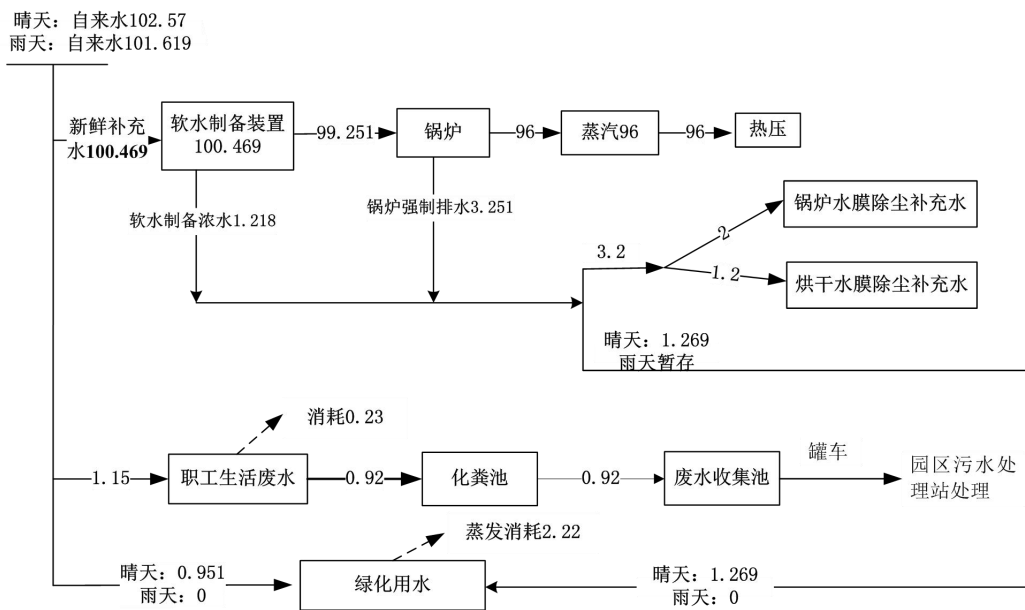 晴天：自来水102.57
雨天：自来水101.619
新鲜补充
水100.469
软水制备装置
100.469
99.251
锅炉
96
蒸汽96
96
热压
软水制备浓水1.218
锅炉强制排水3.251
3.2
2
锅炉水膜除尘补充水
1.2
烘干水膜除尘补充水
晴天：1.269
雨天暂存
消耗0.23
1.15
职工生活废水
0.92
化粪池
0.92
废水收集池
罐车
园区污水处
理站处理
蒸发消耗2.22
晴天：0.951
雨天：0
绿化用水
晴天：1.269
雨天：0